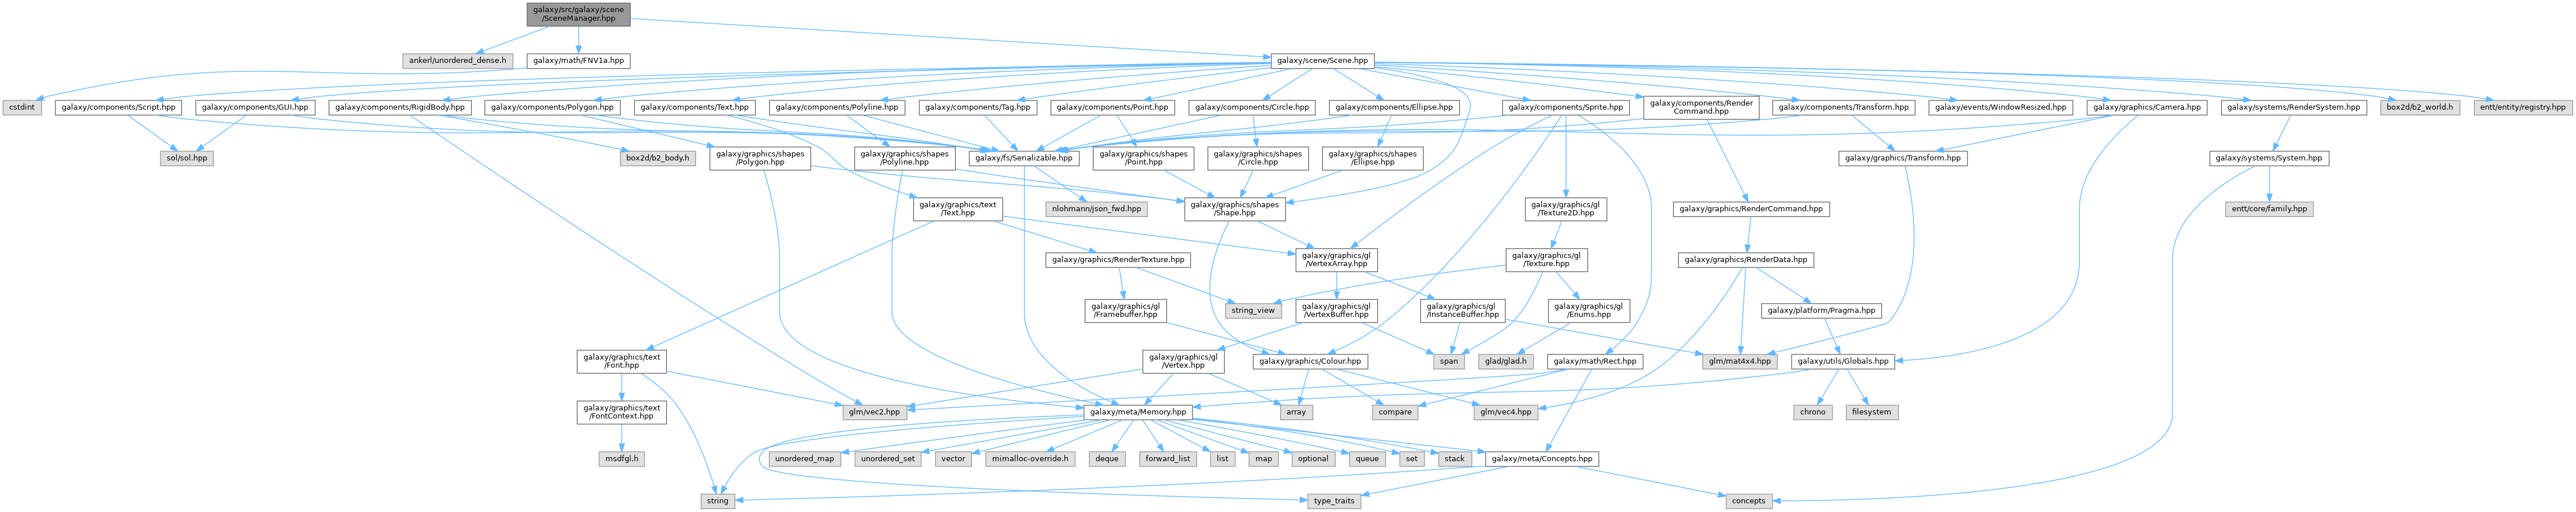 galaxy/src/galaxy/scene
/SceneManager.hpp
ankerl/unordered_dense.h
galaxy/math/FNV1a.hpp
galaxy/scene/Scene.hpp
cstdint
galaxy/components/Script.hpp
galaxy/components/GUI.hpp
galaxy/components/RigidBody.hpp
galaxy/components/Polygon.hpp
galaxy/components/Text.hpp
galaxy/components/Polyline.hpp
galaxy/components/Tag.hpp
galaxy/components/Point.hpp
galaxy/components/Circle.hpp
galaxy/components/Ellipse.hpp
galaxy/components/Sprite.hpp
galaxy/components/Render
Command.hpp
galaxy/components/Transform.hpp
galaxy/events/WindowResized.hpp
galaxy/graphics/Camera.hpp
galaxy/systems/RenderSystem.hpp
box2d/b2_world.h
entt/entity/registry.hpp
sol/sol.hpp
box2d/b2_body.h
galaxy/graphics/shapes
/Polygon.hpp
galaxy/graphics/shapes
/Polyline.hpp
galaxy/fs/Serializable.hpp
galaxy/graphics/shapes
/Point.hpp
galaxy/graphics/shapes
/Circle.hpp
galaxy/graphics/shapes
/Ellipse.hpp
galaxy/graphics/Transform.hpp
galaxy/systems/System.hpp
galaxy/graphics/text
/Text.hpp
nlohmann/json_fwd.hpp
galaxy/graphics/shapes
/Shape.hpp
galaxy/graphics/gl
/Texture2D.hpp
galaxy/graphics/RenderCommand.hpp
entt/core/family.hpp
galaxy/graphics/RenderTexture.hpp
galaxy/graphics/gl
/VertexArray.hpp
galaxy/graphics/gl
/Texture.hpp
galaxy/graphics/RenderData.hpp
galaxy/graphics/gl
/Framebuffer.hpp
string_view
galaxy/graphics/gl
/VertexBuffer.hpp
galaxy/graphics/gl
/InstanceBuffer.hpp
galaxy/graphics/gl
/Enums.hpp
galaxy/platform/Pragma.hpp
galaxy/graphics/text
/Font.hpp
galaxy/graphics/gl
/Vertex.hpp
galaxy/graphics/Colour.hpp
span
glad/glad.h
galaxy/math/Rect.hpp
glm/mat4x4.hpp
galaxy/utils/Globals.hpp
galaxy/graphics/text
/FontContext.hpp
glm/vec2.hpp
galaxy/meta/Memory.hpp
array
compare
glm/vec4.hpp
chrono
filesystem
msdfgl.h
unordered_map
unordered_set
vector
mimalloc-override.h
deque
forward_list
list
map
optional
queue
set
stack
galaxy/meta/Concepts.hpp
string
type_traits
concepts